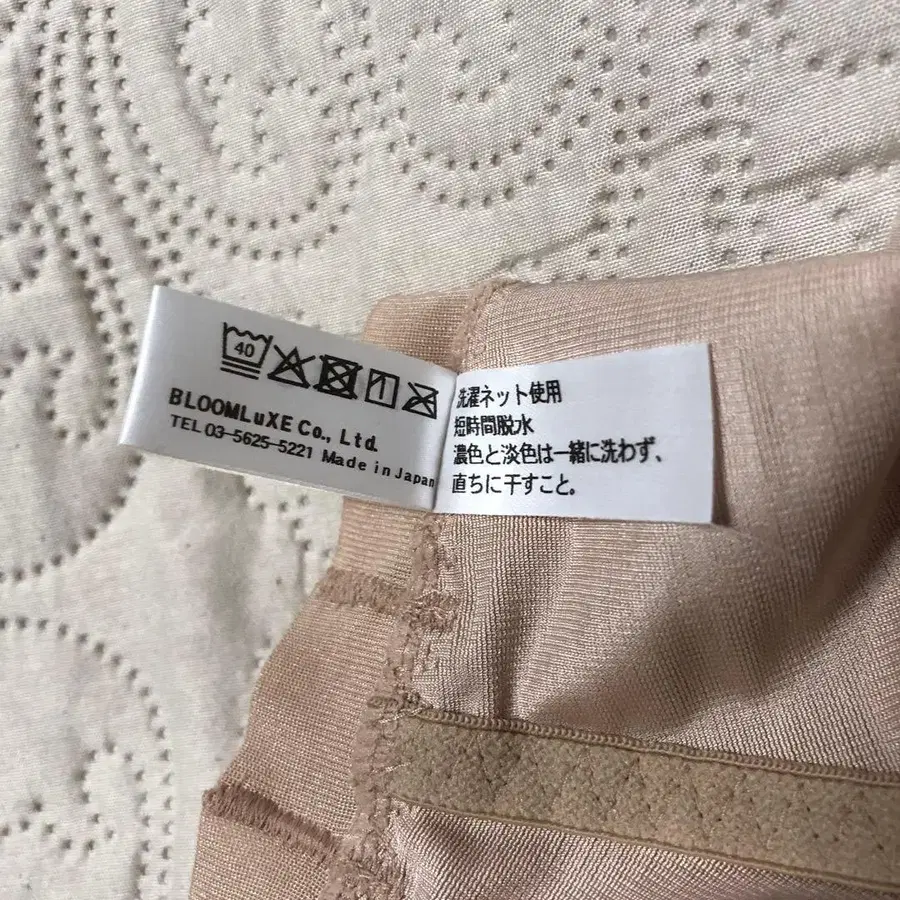 40
BLOOMLuXE Co., Ltd.
TEL 03-5625-5221 Made in Japan
洗濯ネット使用
短時間脱水
濃色と淡色は一緒に洗わず、
直ちに干すこと。